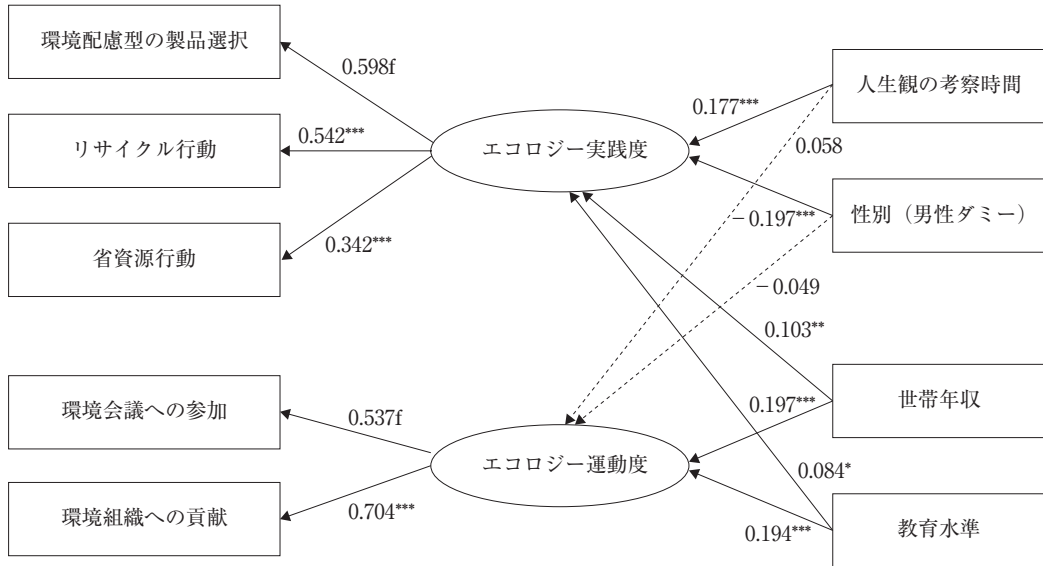 環境配慮型の製品選択
0.598f
人生観の考察時間
0.177***
リサイクル行動
0.542***
エコロジー実践度
0.058
性別（男性ダミー）
−0.197***
省資源行動
0.342***
−0.049
0.103**
環境会議への参加
0.537f
世帯年収
0.197***
エコロジー運動度
0.084*
環境組織への貢献
0.704***
0.194***
教育水準